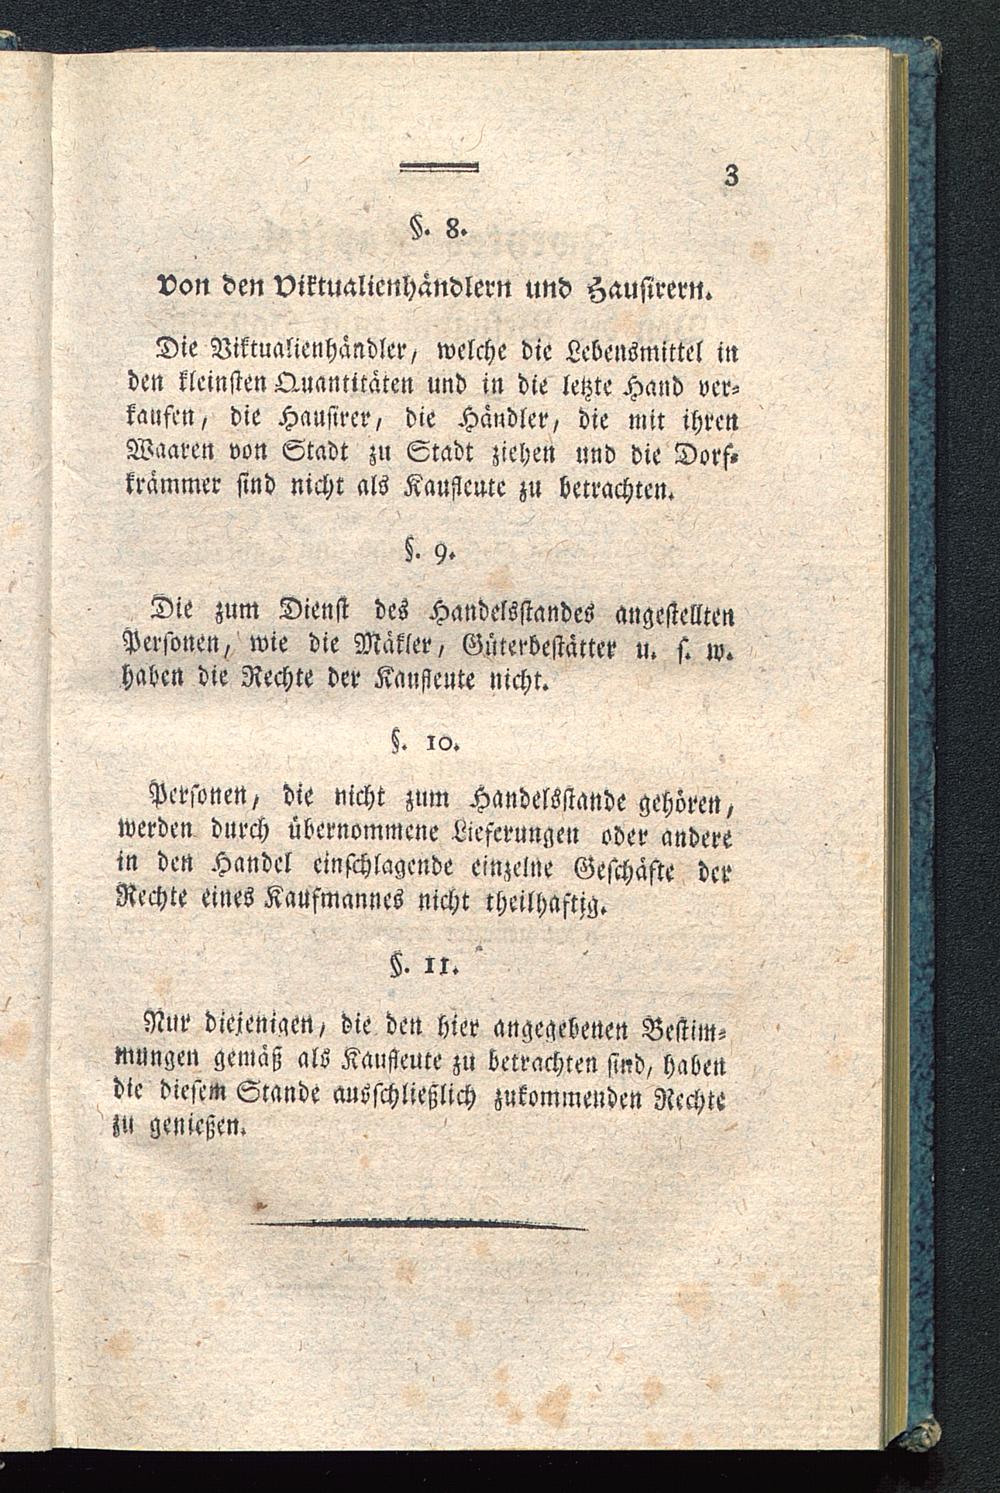 3
§. 8.
Von den Viktualienhändlern und Hausirern.
Die Viktualienhändler, welche die Lebensmittel in
den kleinsten Quantitäten und in die letzte Hand ver-
kaufen, die Hausirer, die Händler, die mit ihren
Waaren von Stadt zu Stadt ziehen und die Dorf-
krämmer sind nicht als Kaufleute zu betrachten.
§. 9.
Die zum Dienst des Handelsstandes angestellten
Personen, wie die Mäkler, Güterbestätter u. s. w.
haben die Rechte der Kaufleute nicht.
§. 10.
Personen, die nicht zum Handelsstande gehören,
werden durch übernommene Lieferungen oder andere
in den Handel einschlagende einzelne Geschäfte der
Rechte eines Kaufmannes nicht theilhaftig.
§. 11.
Nur diejenigen, die den hier angegebenen Bestim-
mungen gemäß als Kaufleute zu betrachten sind, haben
die diesem Stande ausschließlich zukommenden Rechte
zu genießen.